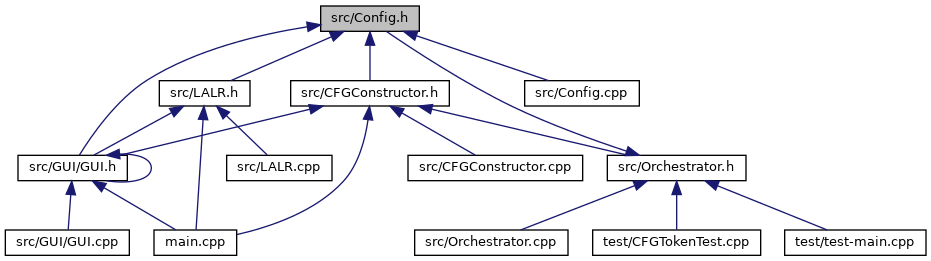 src/Config.h
src/LALR.h
src/CFGConstructor.h
src/Config.cpp
src/GUI/GUI.h
src/LALR.cpp
src/CFGConstructor.cpp
src/Orchestrator.h
src/GUI/GUI.cpp
main.cpp
src/Orchestrator.cpp
test/CFGTokenTest.cpp
test/test-main.cpp